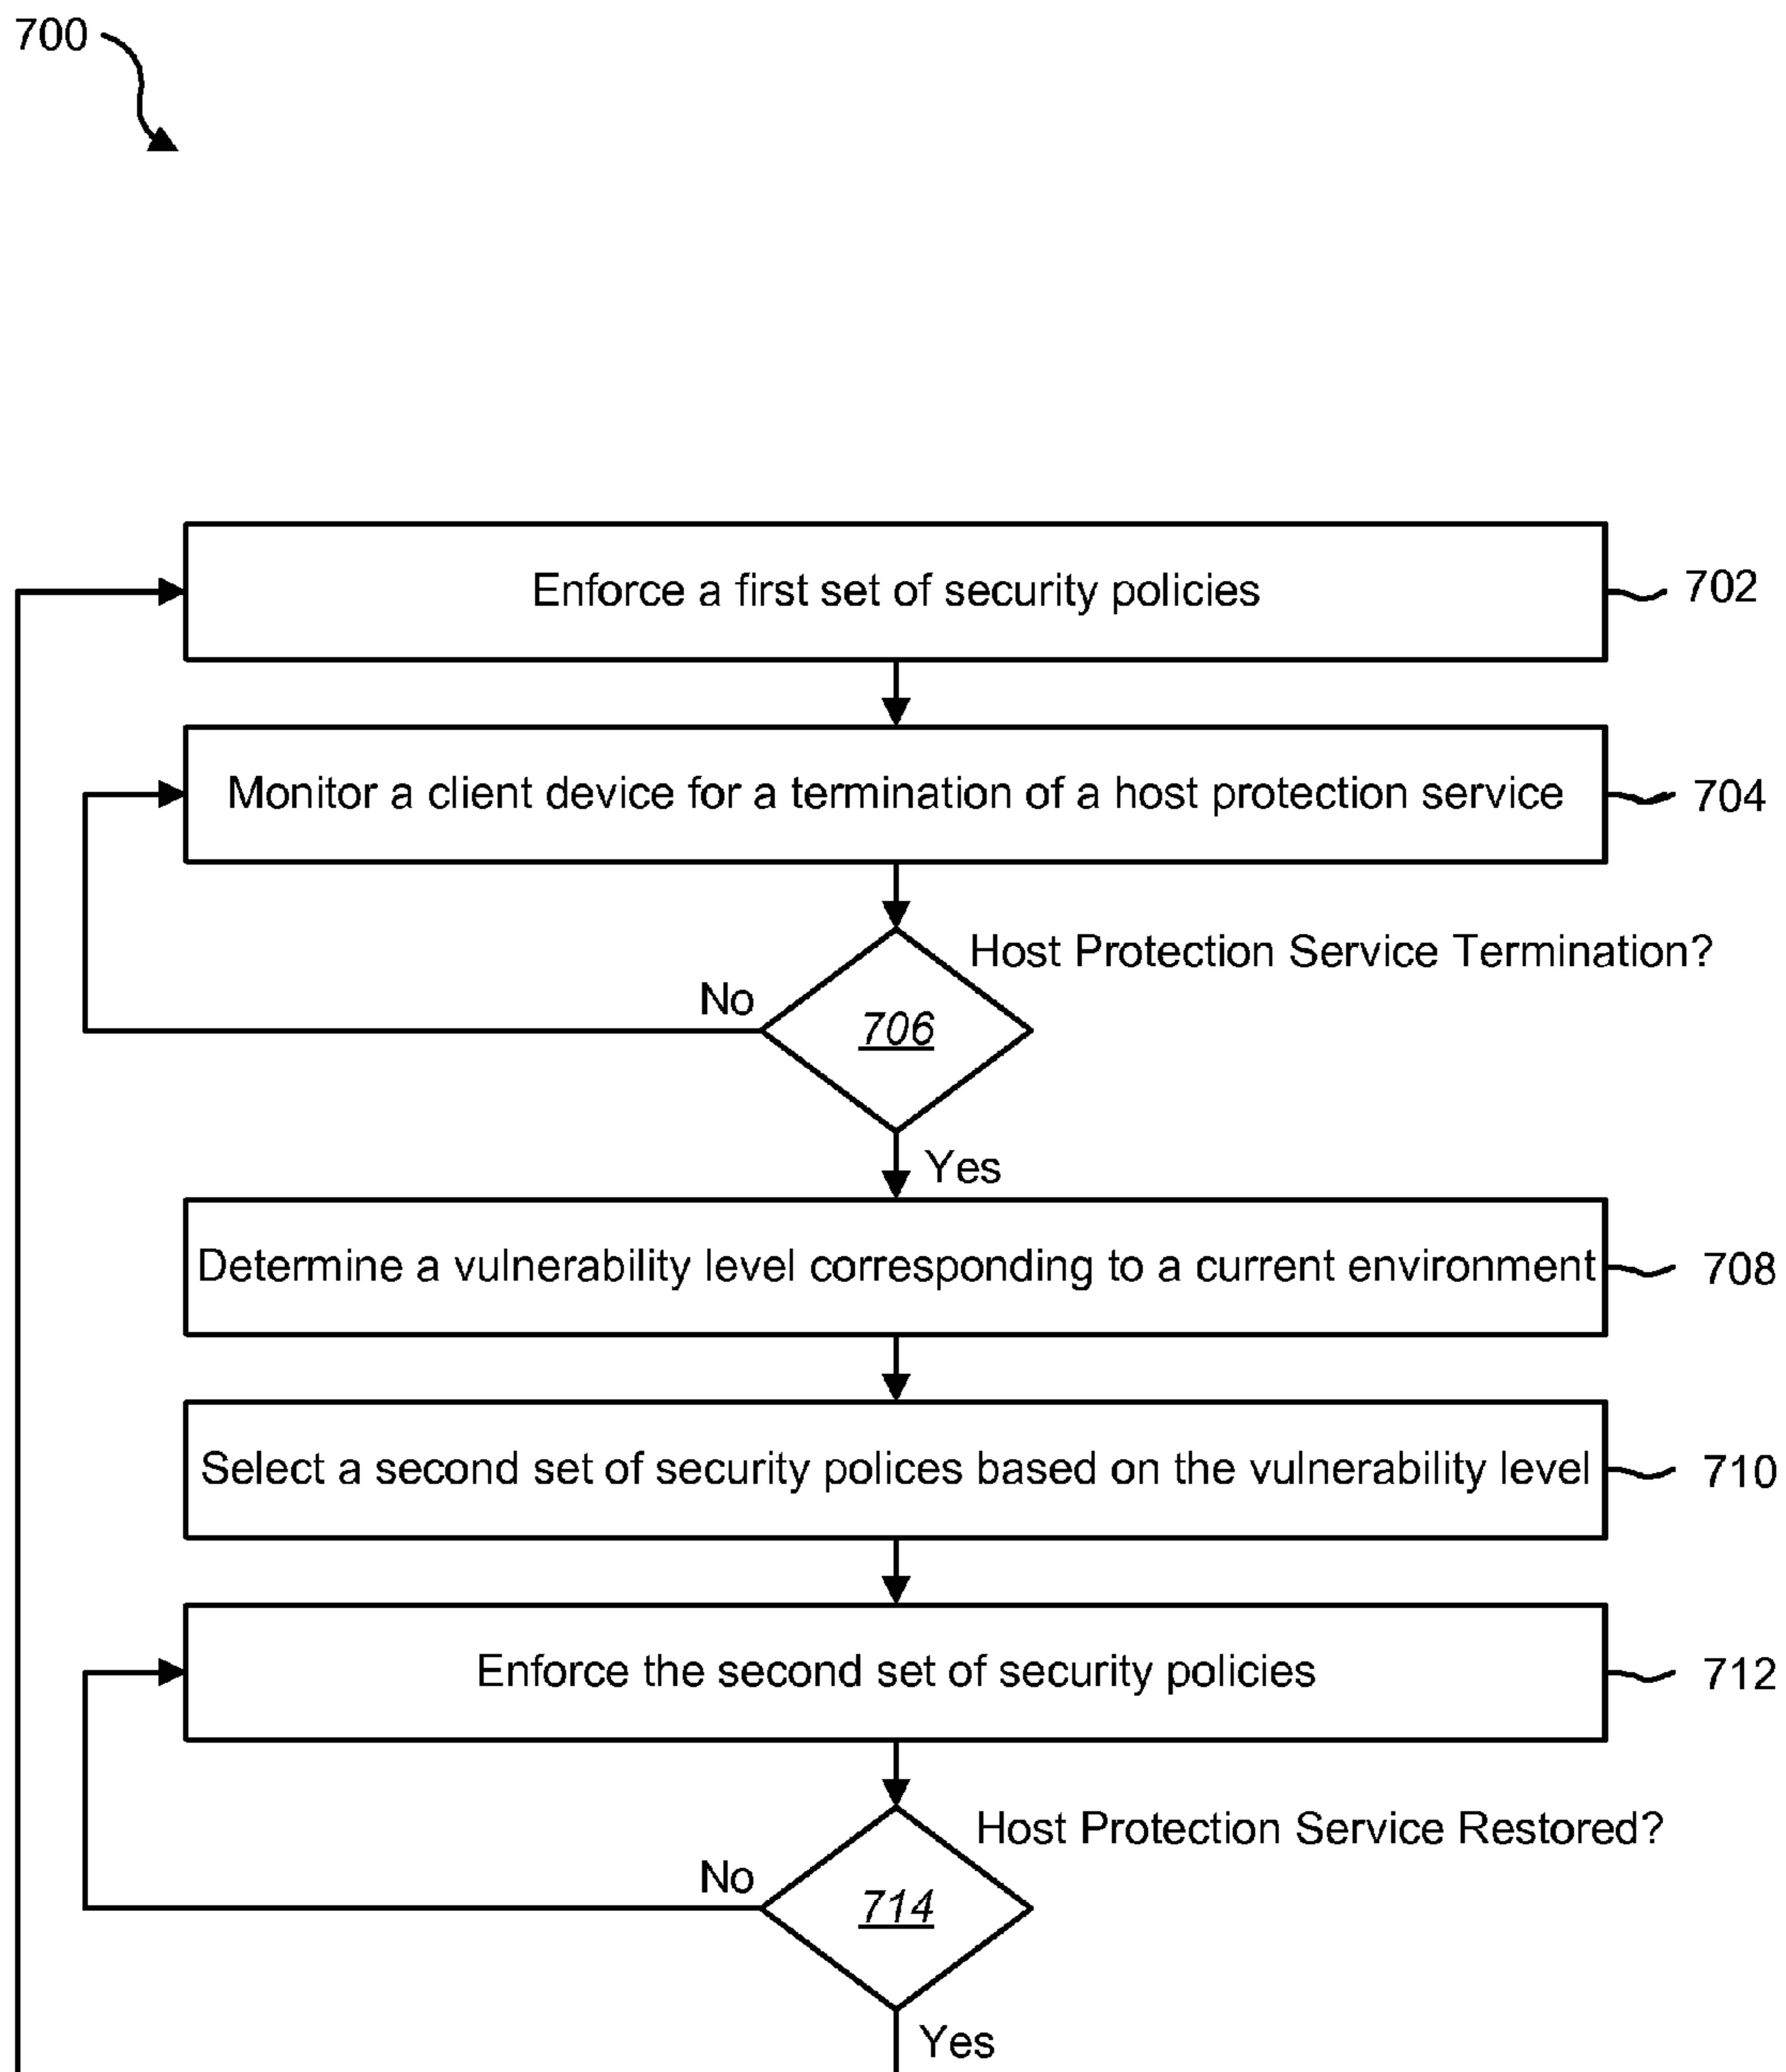 700
Enforce a first set of security policies
702
Monitor a client device for a termination of a host protection service
704
Host Protection Service Termination?
No
706
Yes
Determine a vulnerability level corresponding to a current environment
708
Select a second set of security polices based on the vulnerability level
710
Enforce the second set of security policies
712
Host Protection Service Restored?
No
714
Yes